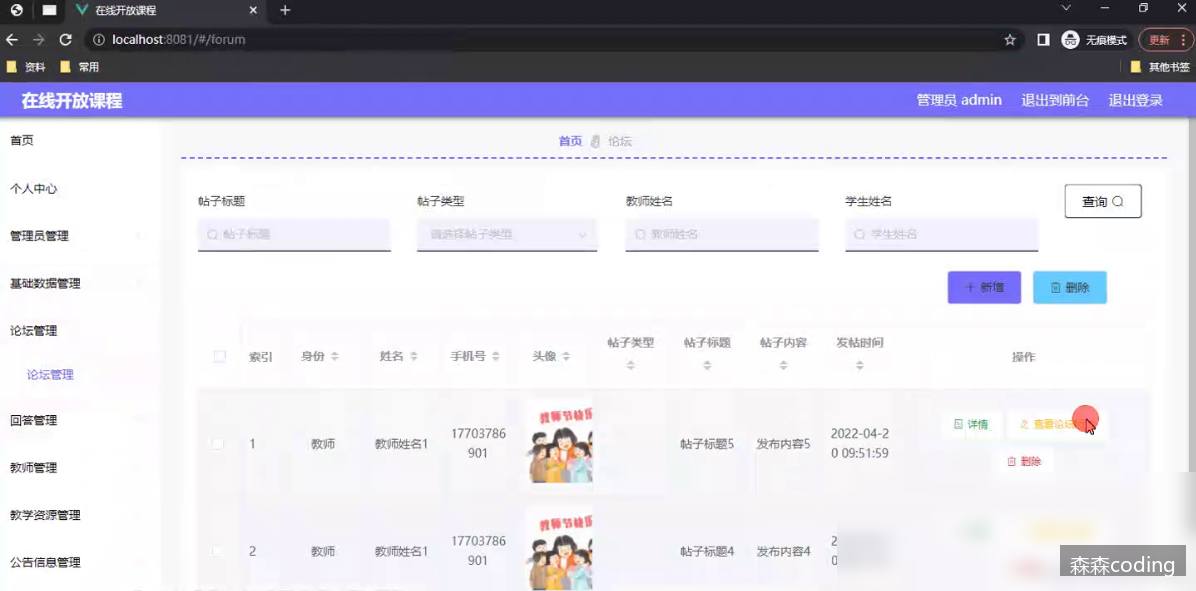 在线开放课程
localhost:8081/#/forum
无痕模式
更新
资料
常用
其他书签
在线开放课程
管理员 admin
退出到前台
退出登录
首页
个人中心
管理员管理
基础数据管理
论坛管理
论坛管理
回答管理
教师管理
教学资源管理
公告信息管理
首页
论坛
帖子标题
帖子类型
教师姓名
学生姓名
查询
帖子标题
请选择帖子类型
教师姓名
学生姓名
新增
删除
索引
身份
姓名
手机号
头像
帖子类型
帖子标题
帖子内容
发帖时间
操作
1
教师
教师姓名1
17703786
901
教师节快乐
帖子标题5
发布内容5
2022-04-2
0 09:51:59
详情
查看论坛
删除
2
教师
教师姓名1
17703786
901
教师节快乐
帖子标题4
发布内容4
2
0
森森coding